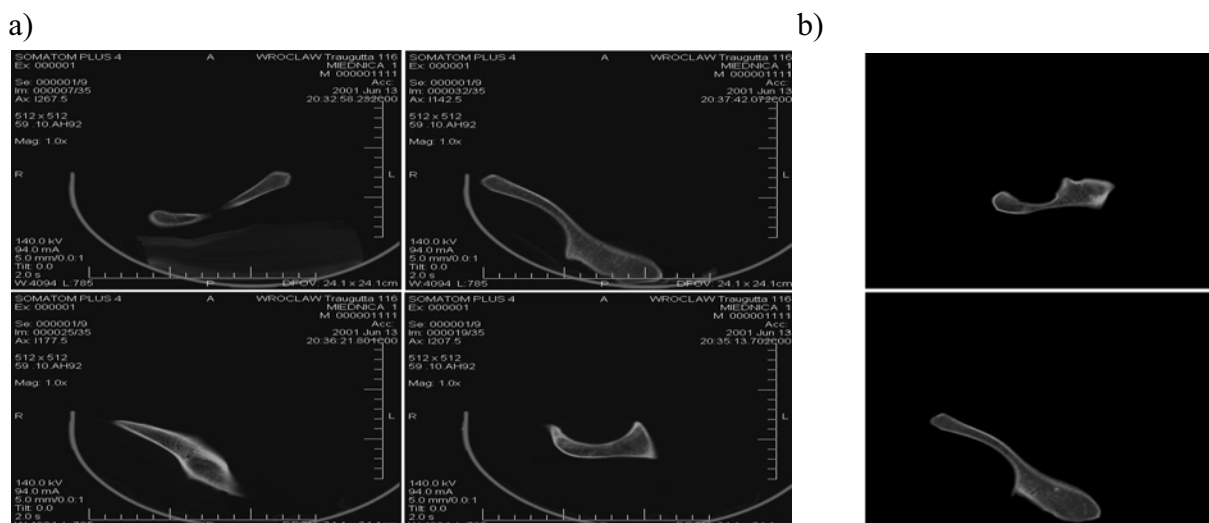 a)
b)
SOMATOM PLUS 4 A WROCLAW Traugutta 116
Ex: 000001 MIEDNICA 1
M 000001111
Se: 000001/9 Acc:
Im: 000007/35 2001 Jun 13
Ax: I267.5 20:32:58.232C00
512 x 512
59 .10.AH92
Mag: 1.0x
R L
140.0 kV
94.0 mA
5.0 mm/0.0:1
Tilt: 0.0
2.0 s
W:4094 L:785 P DFOV: 24.1 x 24.1cm
SOMATOM PLUS 4 A WROCLAW Traugutta 116
Ex: 000001 MIEDNICA 1
M 000001111
Se: 000001/9 Acc:
Im: 000032/35 2001 Jun 13
Ax: I142.5 20:37:42.072C00
512 x 512
59 .10.AH92
Mag: 1.0x
R L
140.0 kV
94.0 mA
5.0 mm/0.0:1
Tilt: 0.0
2.0 s
W:4094 L:785 P DFOV: 24.1 x 24.1cm
SOMATOM PLUS 4 A WROCLAW Traugutta 116
Ex: 000001 MIEDNICA 1
M 000001111
Se: 000001/9 Acc:
Im: 000025/35 2001 Jun 13
Ax: I177.5 20:36:21.801C00
512 x 512
59 .10.AH92
Mag: 1.0x
R L
140.0 kV
94.0 mA
5.0 mm/0.0:1
Tilt: 0.0
2.0 s
SOMATOM PLUS 4 A WROCLAW Traugutta 116
Ex: 000001 MIEDNICA 1
M 000001111
Se: 000001/9 Acc:
Im: 000019/35 2001 Jun 13
Ax: I207.5 20:35:13.702C00
512 x 512
59 .10.AH92
Mag: 1.0x
R L
140.0 kV
94.0 mA
5.0 mm/0.0:1
Tilt: 0.0
2.0 s